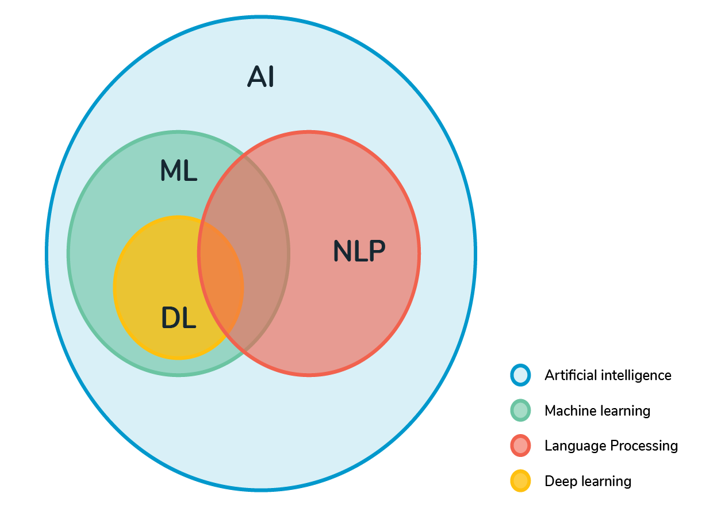 AI
ML
NLP
DL
Artificial intelligence
Machine learning
Language Processing
Deep learning